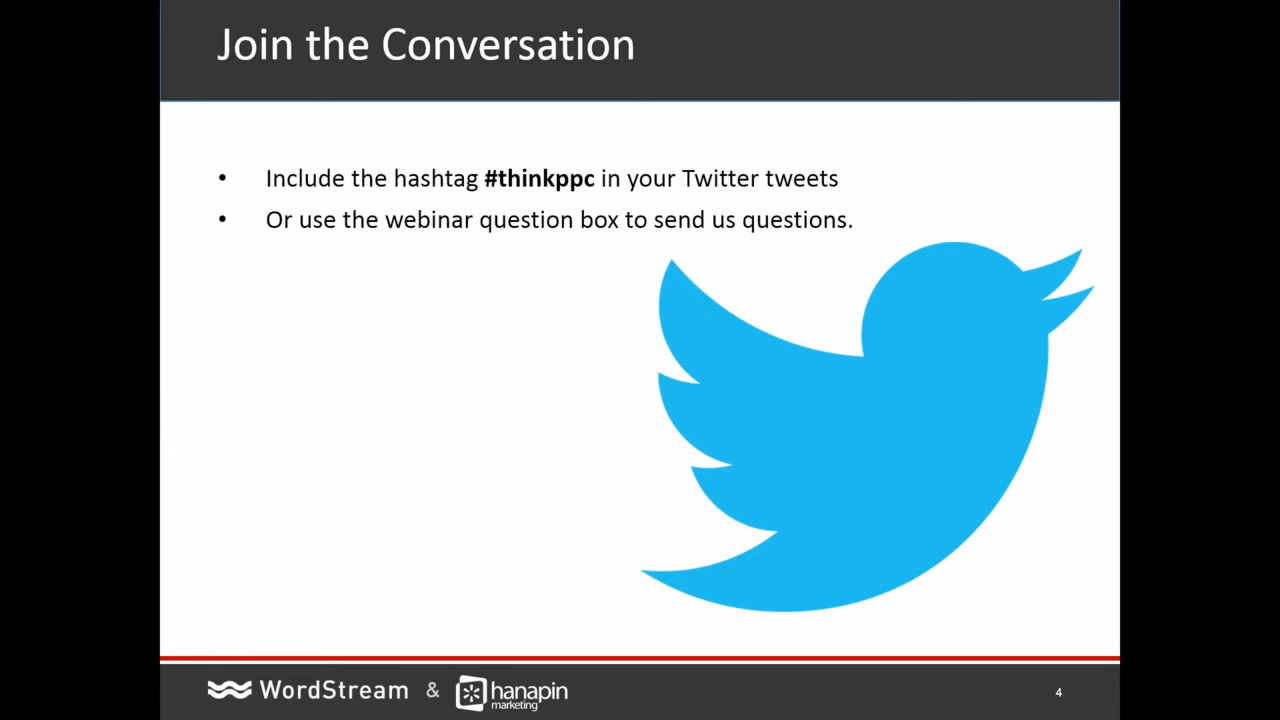 Join the Conversation
• Include the hashtag #thinkppc in your Twitter tweets
• Or use the webinar question box to send us questions.
WordStream & hanapin marketing
4